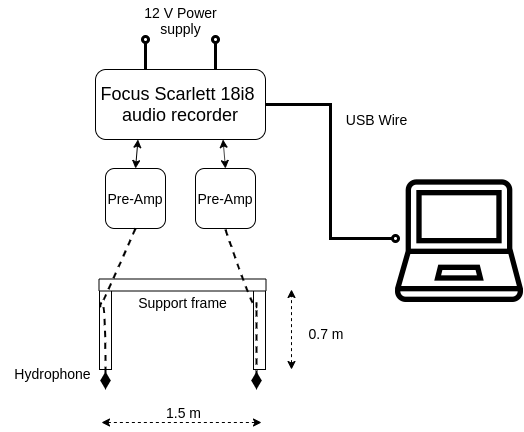 12 V Power
supply
Focus Scarlett 18i8
audio recorder
USB Wire
Pre-Amp
Pre-Amp
Support frame
0.7 m
Hydrophone
1.5 m